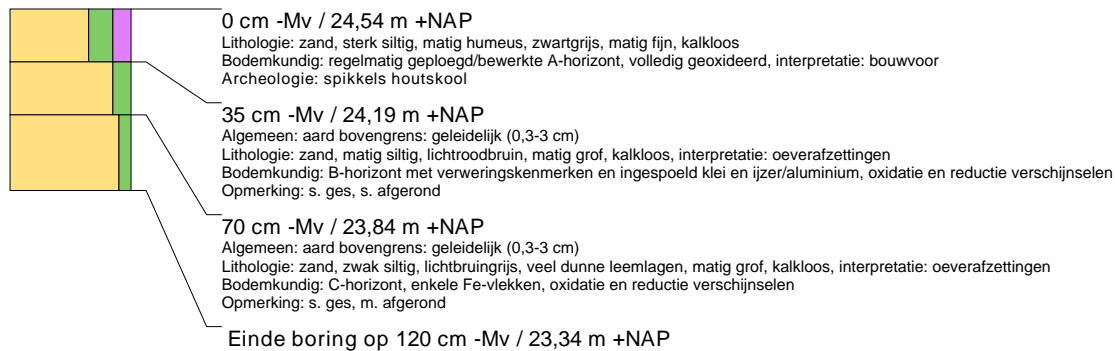 0 cm -Mv / 24,54 m +NAP
Lithologie: zand, sterk siltig, matig humeus, zwartgrijs, matig fijn, kalkloos
Bodemkundig: regelmatig geploegd/bewerkte A-horizont, volledig geoxideerd, interpretatie: bouwvoor
Archeologie: spikkels houtskool
35 cm -Mv / 24,19 m +NAP
Algemeen: aard bovengrens: geleidelijk (0,3-3 cm)
Lithologie: zand, matig siltig, lichtroodbruin, matig grof, kalkloos, interpretatie: oeverafzettingen
Bodemkundig: B-horizont met verweringskenmerken en ingespoeld klei en ijzer/aluminium, oxidatie en reductie verschijnselen
Opmerking: s. ges, s. afgerond
70 cm -Mv / 23,84 m +NAP
Algemeen: aard bovengrens: geleidelijk (0,3-3 cm)
Lithologie: zand, zwak siltig, lichtbruingrijs, veel dunne leemlagen, matig grof, kalkloos, interpretatie: oeverafzettingen
Bodemkundig: C-horizont, enkele Fe-vlekken, oxidatie en reductie verschijnselen
Opmerking: s. ges, m. afgerond
Einde boring op 120 cm -Mv / 23,34 m +NAP